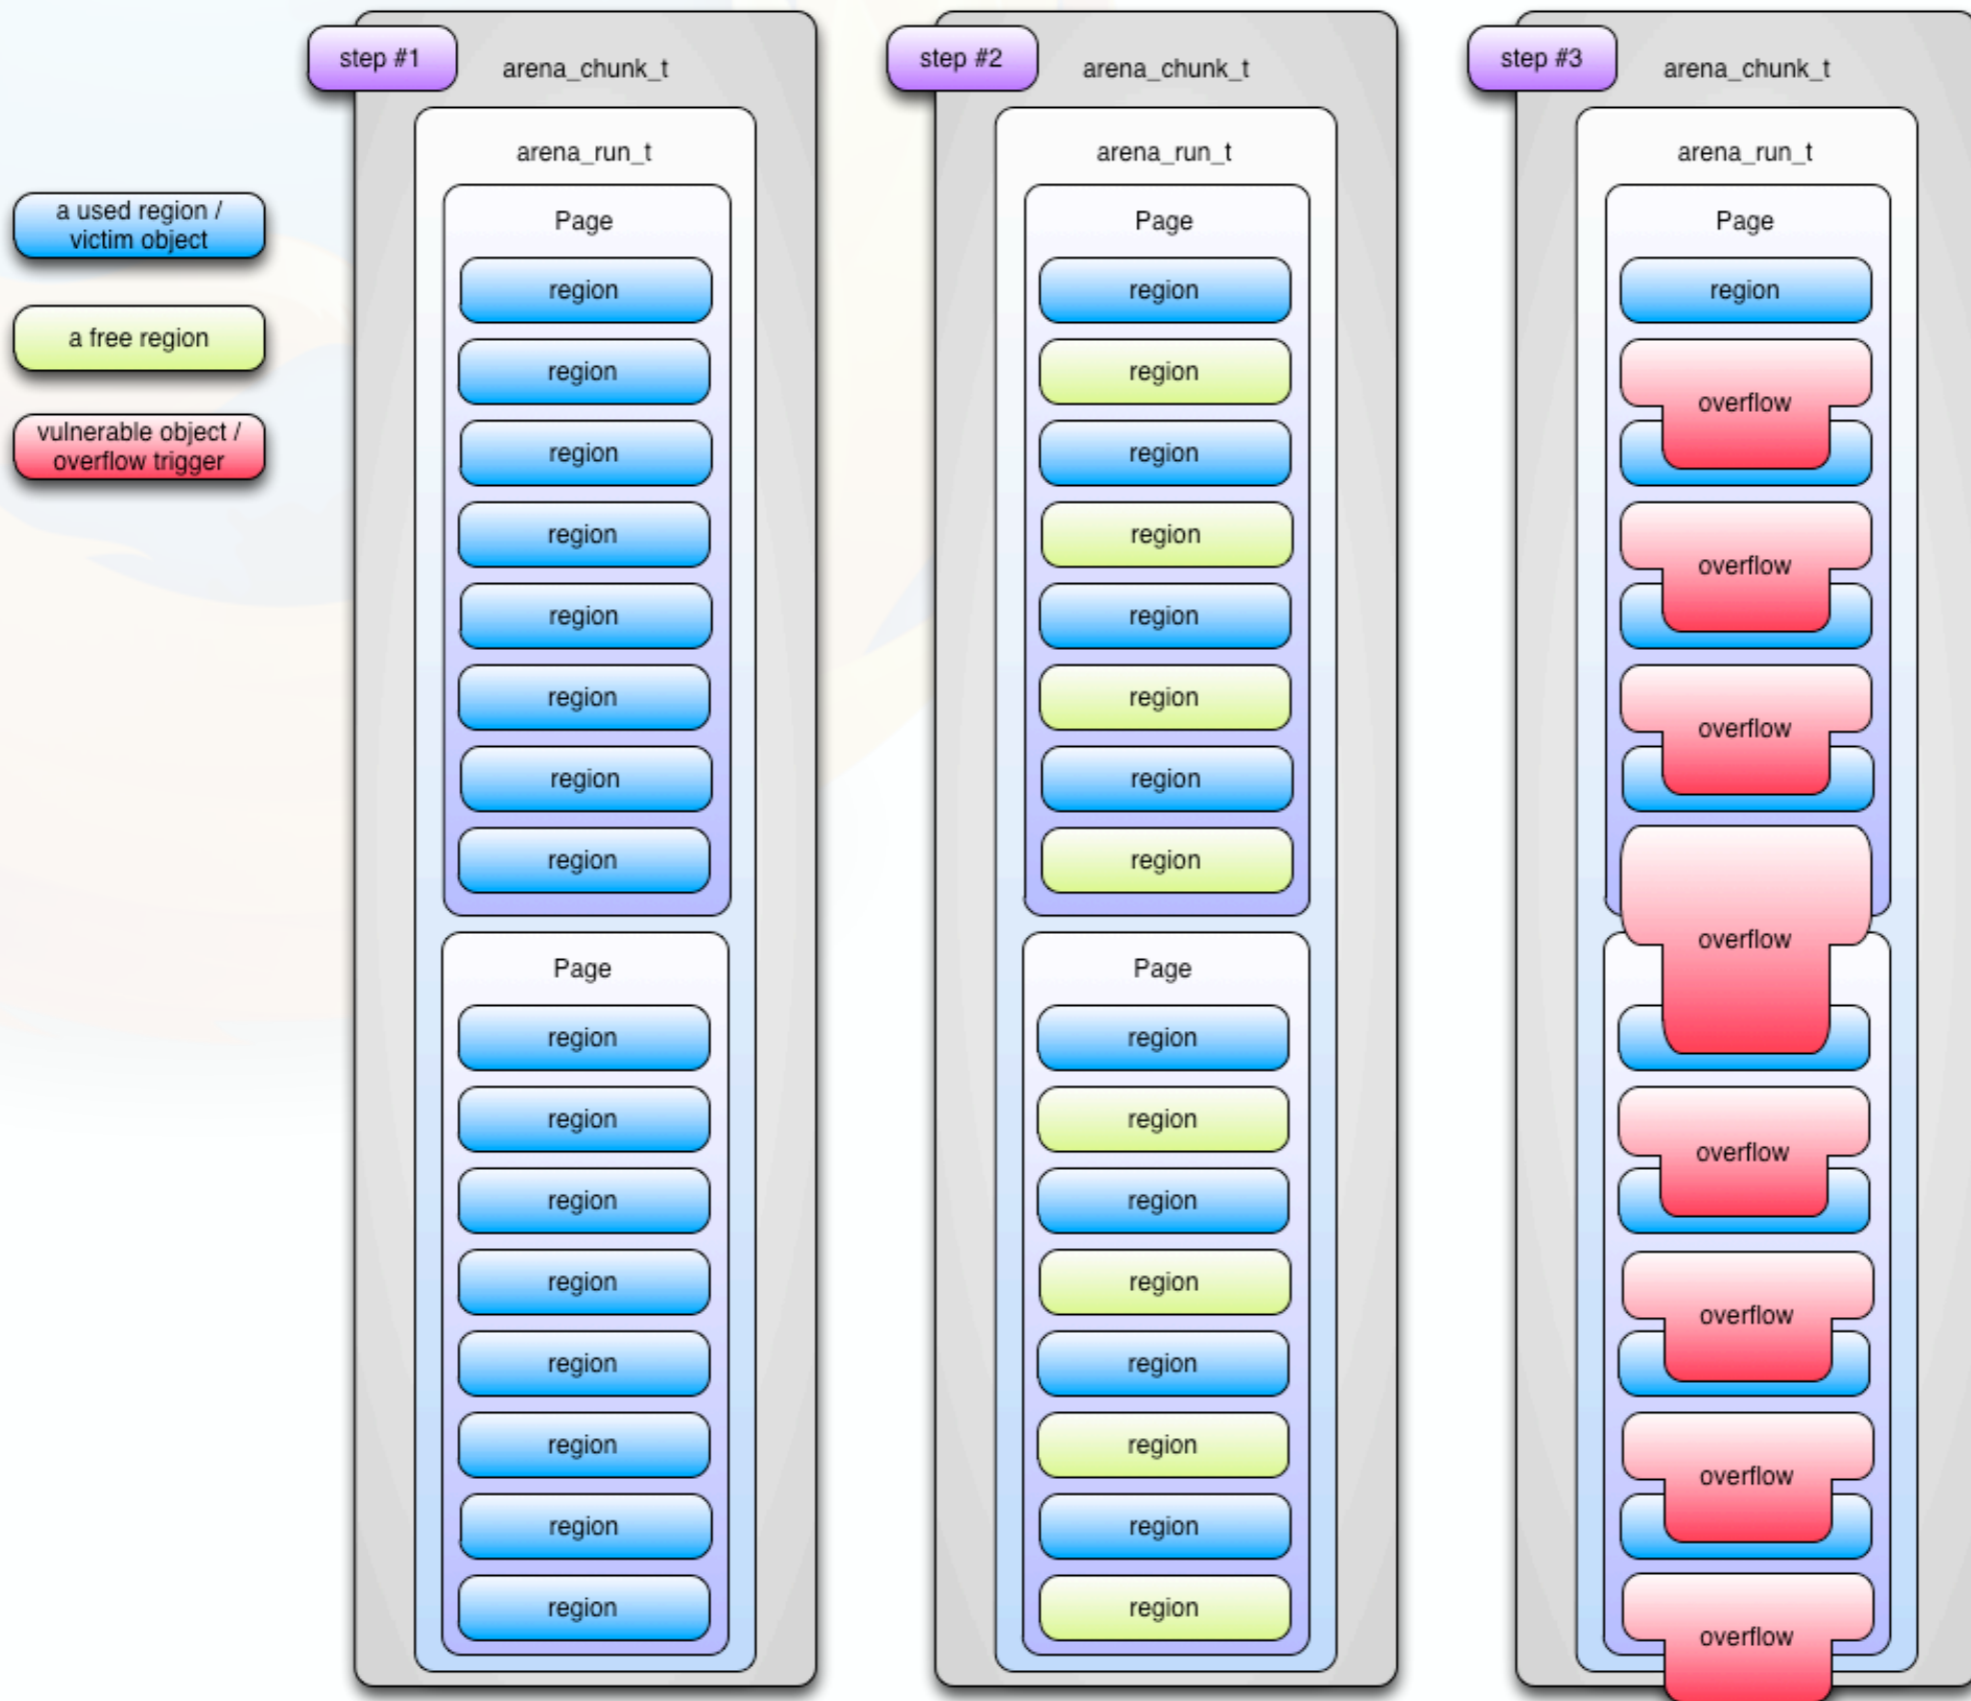 a used region /
victim object
a free region
vulnerable object /
overflow trigger
step #1
arena_chunk_t
arena_run_t
Page
region
region
region
region
region
region
region
region
Page
region
region
region
region
region
region
region
region
step #2
arena_chunk_t
arena_run_t
Page
region
region
region
region
region
region
region
region
Page
region
region
region
region
region
region
region
region
step #3
arena_chunk_t
arena_run_t
Page
region
overflow
overflow
overflow
overflow
overflow
overflow
overflow
overflow